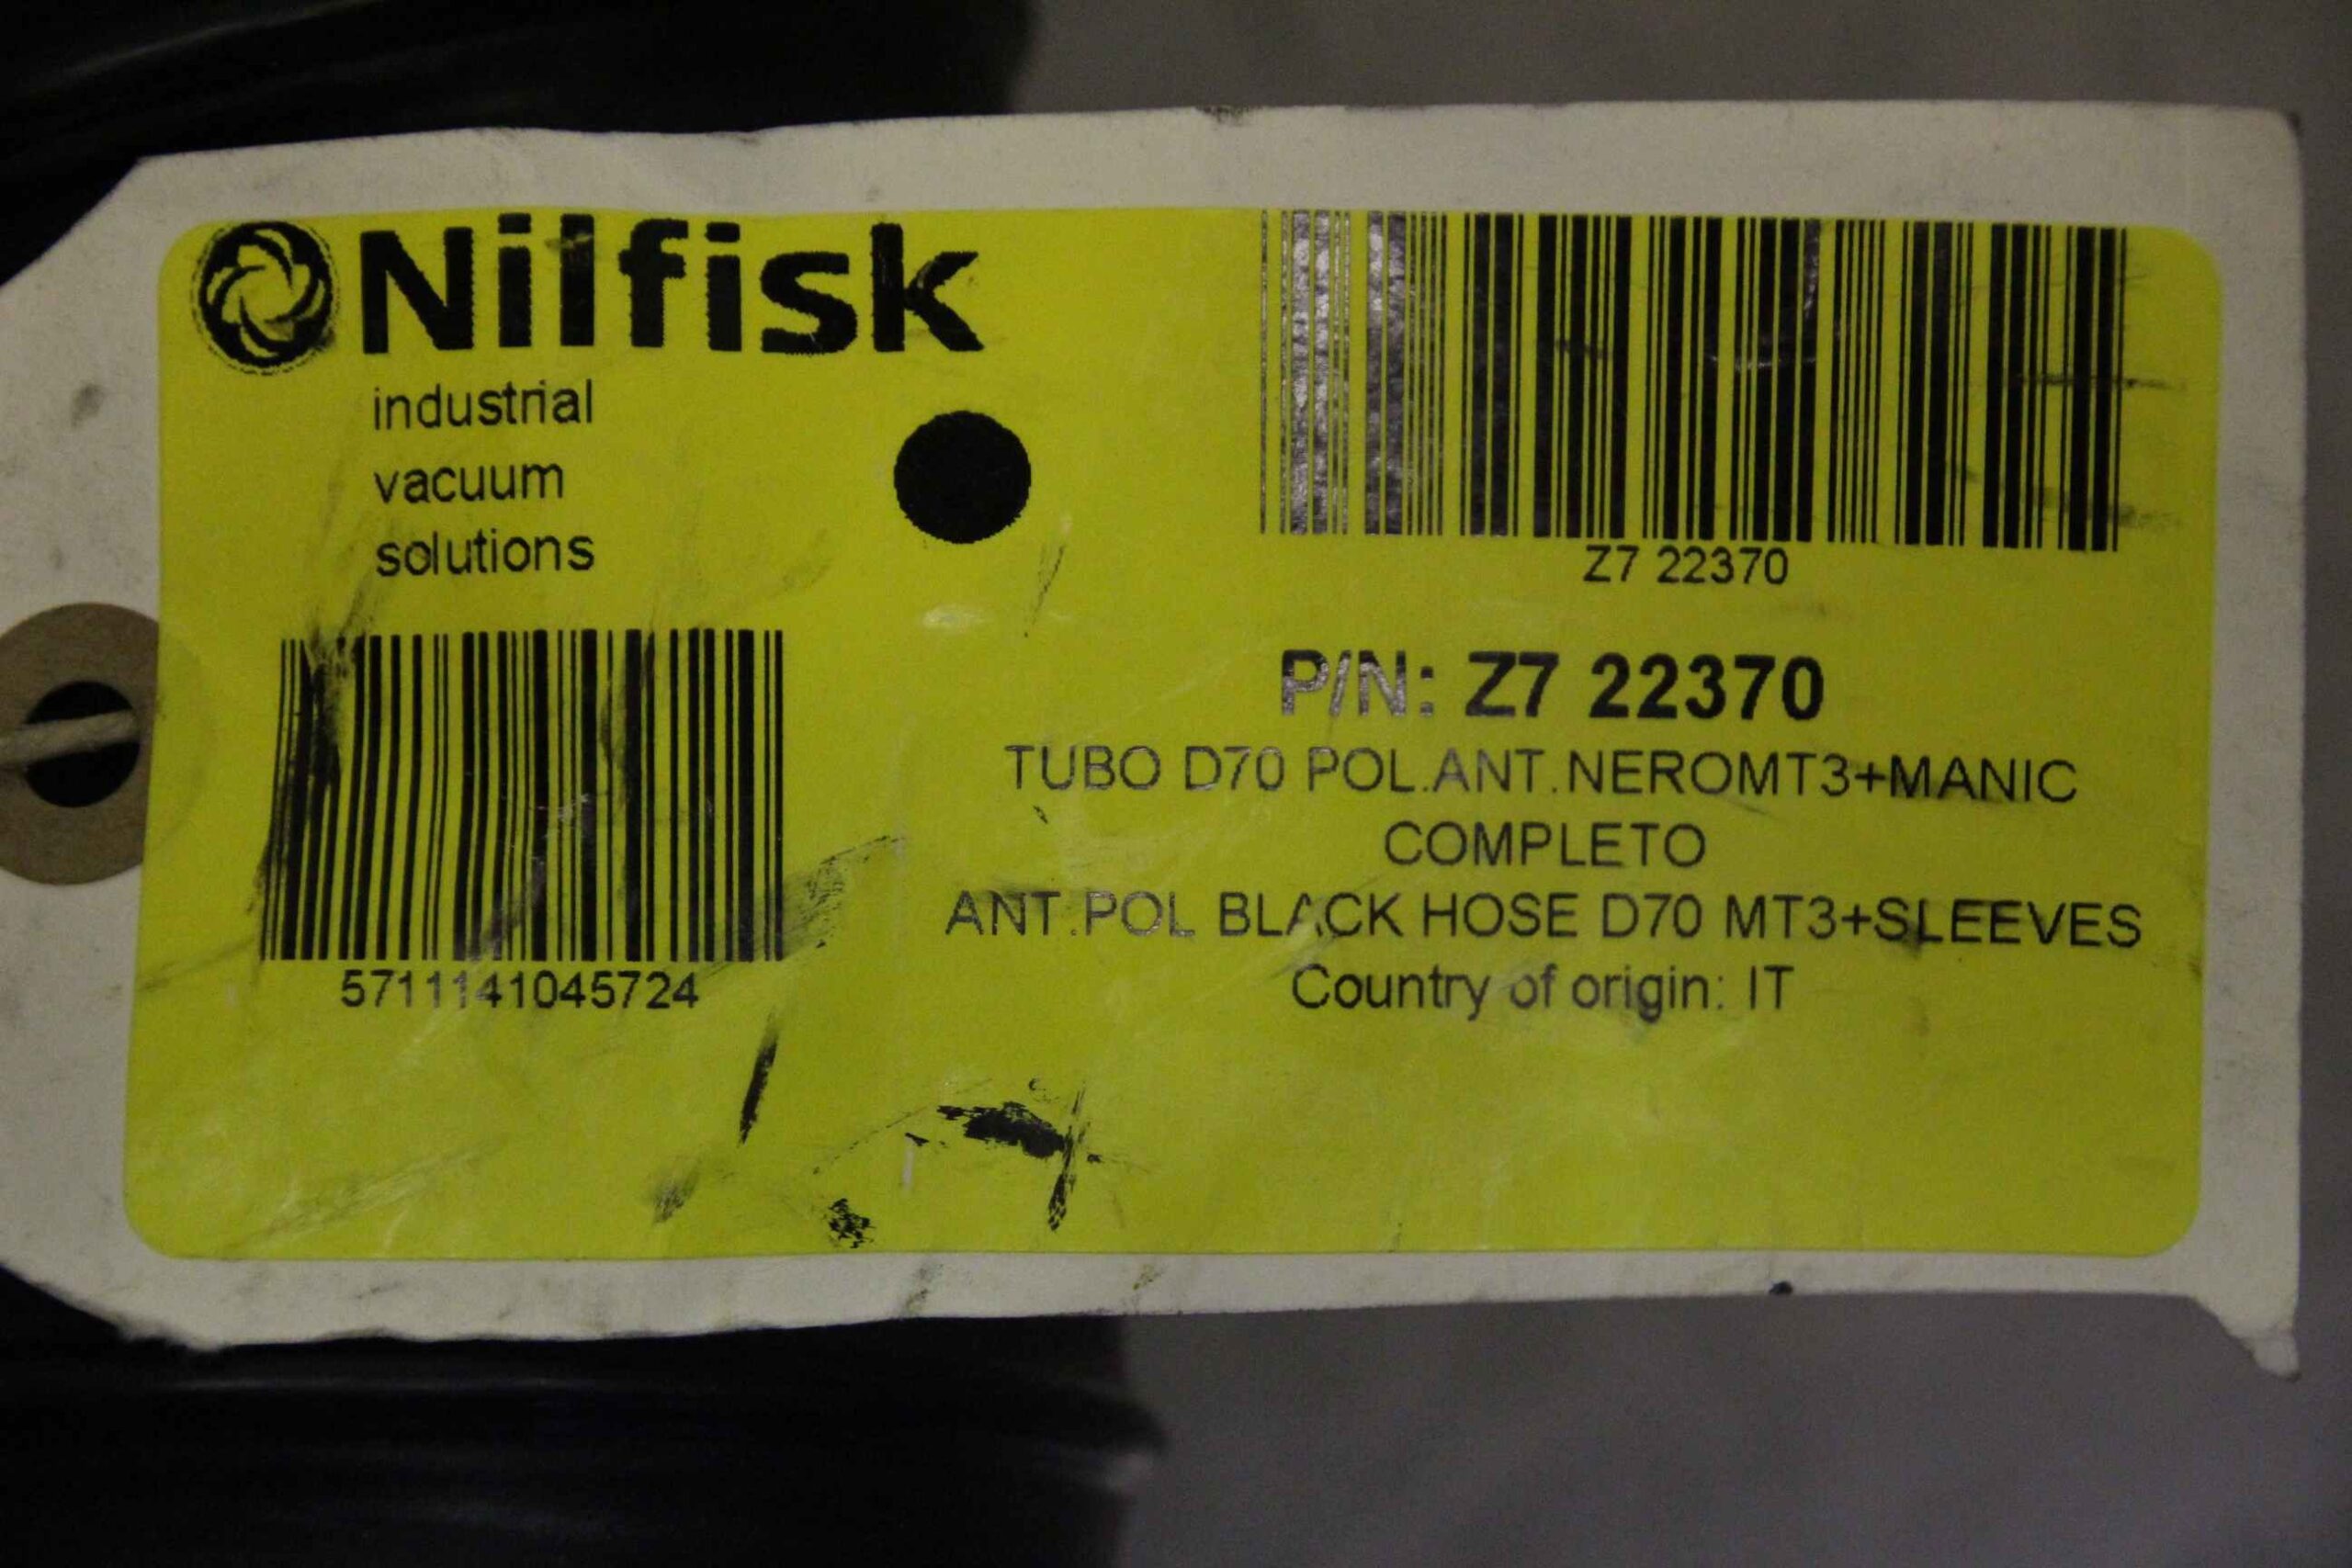 Nilfisk
industrial
vacuum
solutions
5711141045724
Z7 22370
P/N: Z7 22370
TUBO D70 POL.ANT.NEROMT3+MANIC
COMPLETO
ANT.POL BLACK HOSE D70 MT3+SLEEVES
Country of origin: IT